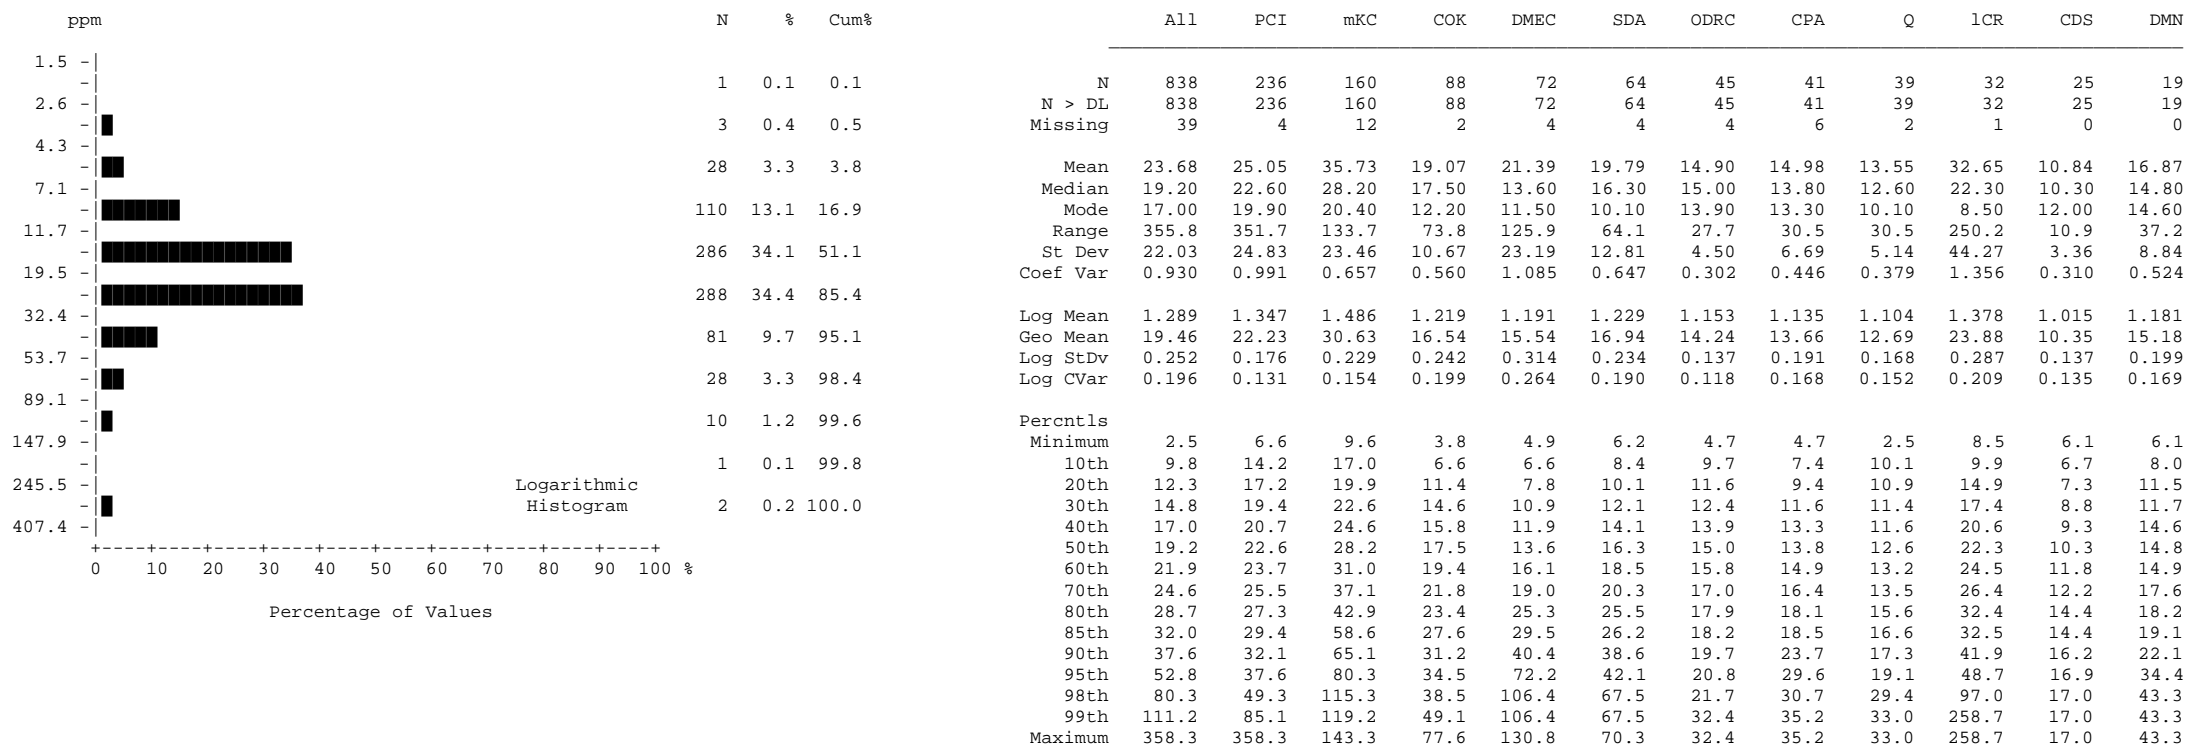 ppm N % Cum% All PCI mKC COK DMEC SDA ODRC CPA Q lCR CDS DMN
1.5 -|
-| 1 0.1 0.1 N 838 236 160 88 72 64 45 41 39 32 25 19
2.6 -| N > DL 838 236 160 88 72 64 45 41 39 32 25 19
-| 3 0.4 0.5 Missing 39 4 12 2 4 4 4 6 2 1 0 0
4.3 -|
-| 28 3.3 3.8 Mean 23.68 25.05 35.73 19.07 21.39 19.79 14.90 14.98 13.55 32.65 10.84 16.87
7.1 -| Median 19.20 22.60 28.20 17.50 13.60 16.30 15.00 13.80 12.60 22.30 10.30 14.80
-| 110 13.1 16.9 Mode 17.00 19.90 20.40 12.20 11.50 10.10 13.90 13.30 10.10 8.50 12.00 14.60
11.7 -| Range 355.8 351.7 133.7 73.8 125.9 64.1 27.7 30.5 30.5 250.2 10.9 37.2
-| 286 34.1 51.1 St Dev 22.03 24.83 23.46 10.67 23.19 12.81 4.50 6.69 5.14 44.27 3.36 8.84
19.5 -| Coef Var 0.930 0.991 0.657 0.560 1.085 0.647 0.302 0.446 0.379 1.356 0.310 0.524
-| 288 34.4 85.4
32.4 -| Log Mean 1.289 1.347 1.486 1.219 1.191 1.229 1.153 1.135 1.104 1.378 1.015 1.181
-| 81 9.7 95.1 Geo Mean 19.46 22.23 30.63 16.54 15.54 16.94 14.24 13.66 12.69 23.88 10.35 15.18
53.7 -| Log StDv 0.252 0.176 0.229 0.242 0.314 0.234 0.137 0.191 0.168 0.287 0.137 0.199
-| 28 3.3 98.4 Log CVar 0.196 0.131 0.154 0.199 0.264 0.190 0.118 0.168 0.152 0.209 0.135 0.169
89.1 -|
-| 10 1.2 99.6 Percntls
147.9 -| Minimum 2.5 6.6 9.6 3.8 4.9 6.2 4.7 4.7 2.5 8.5 6.1 6.1
-| 1 0.1 99.8 10th 9.8 14.2 17.0 6.6 6.6 8.4 9.7 7.4 10.1 9.9 6.7 8.0
245.5 -| Logarithmic 20th 12.3 17.2 19.9 11.4 7.8 10.1 11.6 9.4 10.9 14.9 7.3 11.5
-| Histogram 2 0.2 100.0 30th 14.8 19.4 22.6 14.6 10.9 12.1 12.4 11.6 11.4 17.4 8.8 11.7
407.4 -| 40th 17.0 20.7 24.6 15.8 11.9 14.1 13.9 13.3 11.6 20.6 9.3 14.6
+----+----+----+----+----+----+----+----+----+----+ 50th 19.2 22.6 28.2 17.5 13.6 16.3 15.0 13.8 12.6 22.3 10.3 14.8
0 10 20 30 40 50 60 70 80 90 100 % 60th 21.9 23.7 31.0 19.4 16.1 18.5 15.8 14.9 13.2 24.5 11.8 14.9
70th 24.6 25.5 37.1 21.8 19.0 20.3 17.0 16.4 13.5 26.4 12.2 17.6
Percentage of Values 80th 28.7 27.3 42.9 23.4 25.3 25.5 17.9 18.1 15.6 32.4 14.4 18.2
85th 32.0 29.4 58.6 27.6 29.5 26.2 18.2 18.5 16.6 32.5 14.4 19.1
90th 37.6 32.1 65.1 31.2 40.4 38.6 19.7 23.7 17.3 41.9 16.2 22.1
95th 52.8 37.6 80.3 34.5 72.2 42.1 20.8 29.6 19.1 48.7 16.9 34.4
98th 80.3 49.3 115.3 38.5 106.4 67.5 21.7 30.7 29.4 97.0 17.0 43.3
99th 111.2 85.1 119.2 49.1 106.4 67.5 32.4 35.2 33.0 258.7 17.0 43.3
Maximum 358.3 358.3 143.3 77.6 130.8 70.3 32.4 35.2 33.0 258.7 17.0 43.3